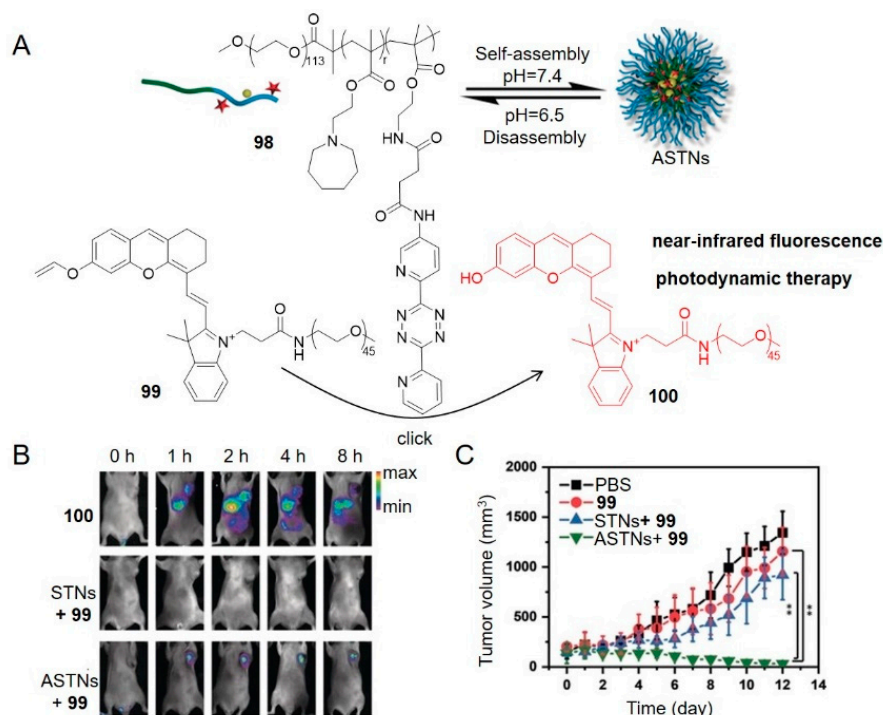 A
O
O
113
O
r
O
O
O
O
N
HN
O
O
NH
N
N
N
N
N
N
98
Self-assembly
pH=7.4
pH=6.5
Disassembly
ASTNs
O
O
N+
O
N
H
O
45
99
click
near-infrared fluorescence
photodynamic therapy
HO
O
N+
O
N
H
O
45
100
B
0 h 1 h 2 h 4 h 8 h
max
min
100
STNs
+ 99
ASTNs
+ 99
C
2000
1500
1000
500
0
Tumor volume (mm3)
PBS
99
STNs+ 99
ASTNs+ 99
**
**
0 2 4 6 8 10 12 14
Time (day)